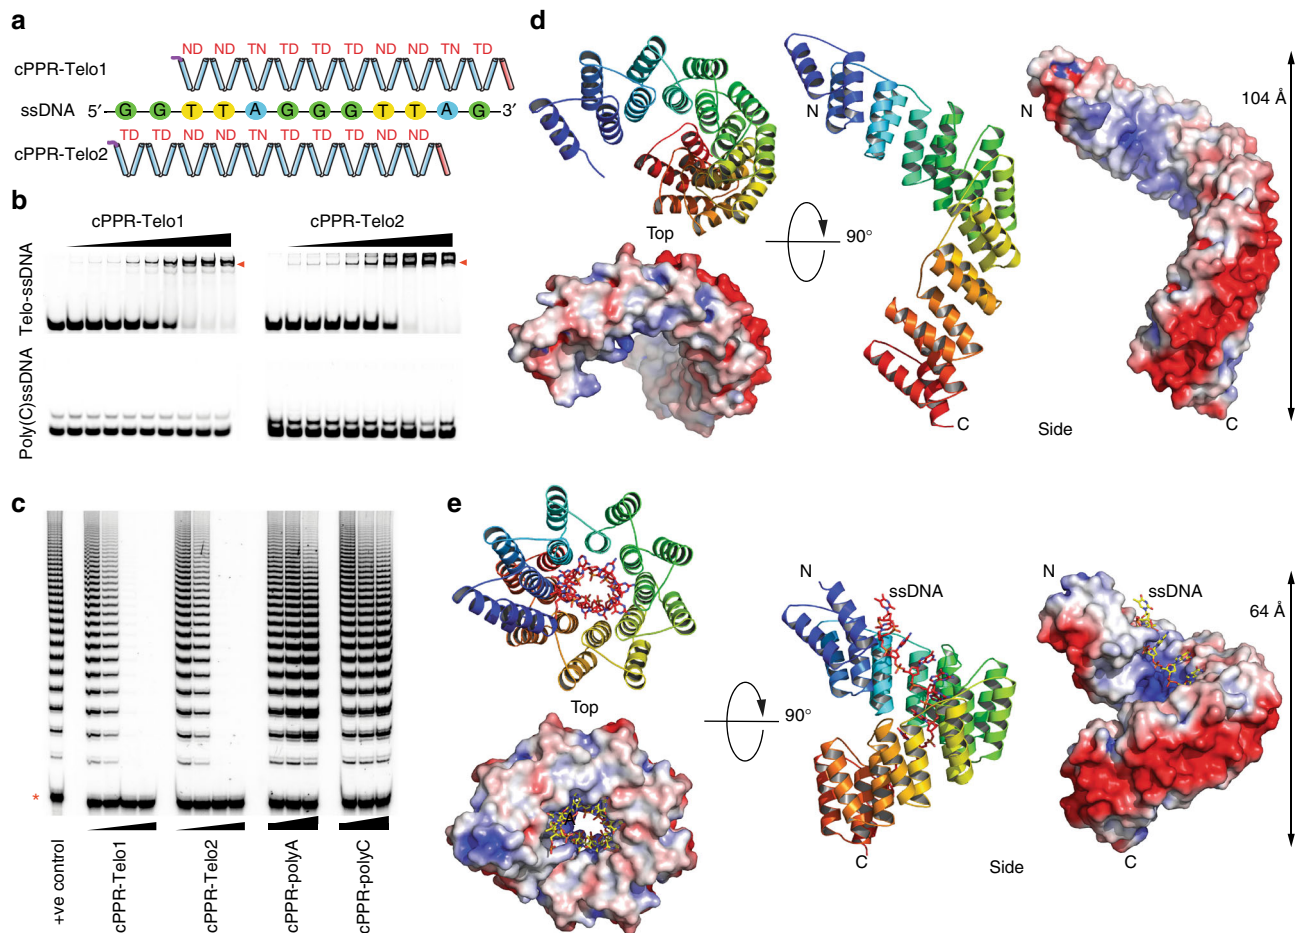 a
ND ND TN TD TD TD ND ND TN TD
cPPR-Telo1
ssDNA 5′ G G T T A G G G T T A G 3′
TD TD ND ND TN TD TD TD ND ND
cPPR-Telo2
b
cPPR-Telo1 cPPR-Telo2
Telo-ssDNA
Poly(C)ssDNA
c
*
+ve control
cPPR-Telo1
cPPR-Telo2
cPPR-polyA
cPPR-polyC
d
N
N
104 Å
Top
90°
C
Side
C
e
N
ssDNA
N
ssDNA
64 Å
Top
90°
A
C
Side
C